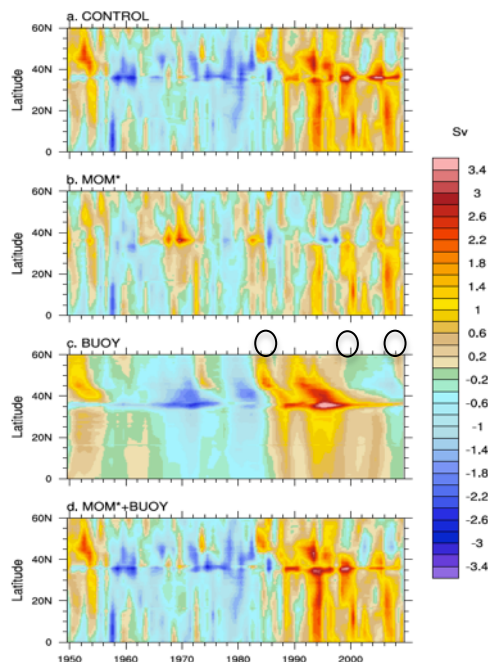 a. CONTROL
60N
40N
20N
0
Latitude
b. MOM*
60N
40N
20N
0
Latitude
c. BUOY
60N
40N
20N
0
Latitude
d. MOM*+BUOY
60N
40N
20N
0
Latitude
1950 1960 1970 1980 1990 2000
Sv
3.4
3
2.6
2.2
1.8
1.4
1
0.6
0.2
-0.2
-0.6
-1
-1.4
-1.8
-2.2
-2.6
-3
-3.4